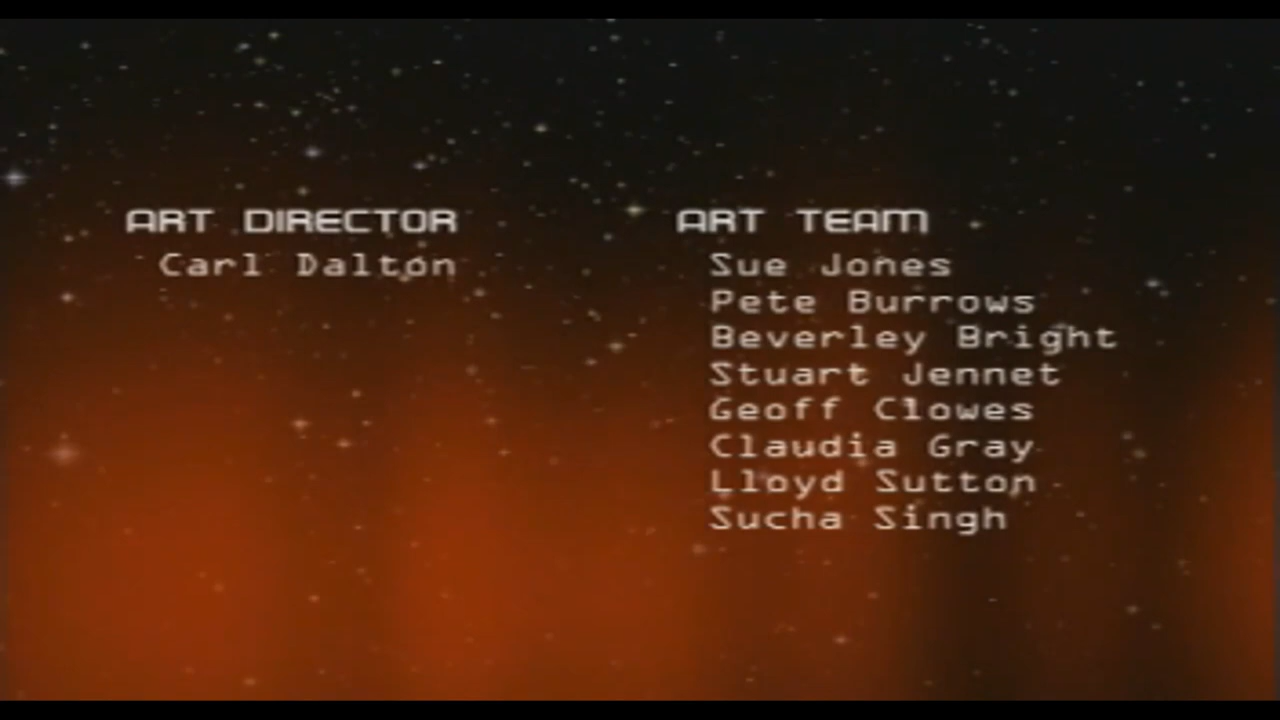 ART DIRECTOR
Carl Dalton
ART TEAM
Sue Jones
Pete Burrows
Beverley Bright
Stuart Jennet
Geoff Clowes
Claudia Gray
Lloyd Sutton
Sucha Singh